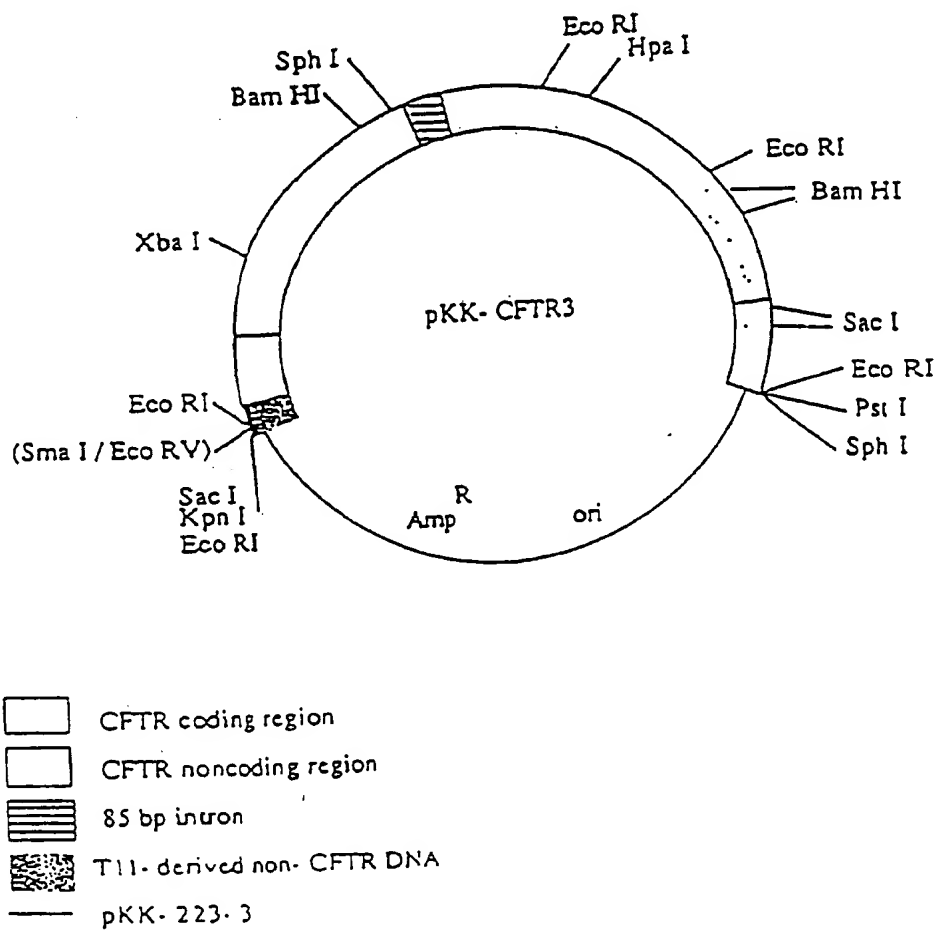 Eco RI
Hpa I
Sph I
Bam HI
Eco RI
Bam HI
Xba I
pKK- CFTR3
Sac I
Eco RI
Pst I
Sph I
Eco RI
(Sma I / Eco RV)
Sac I
Kpn I
Eco RI
Amp R
ori
CFTR coding region
CFTR noncoding region
85 bp intron
T11- derived non- CFTR DNA
pKK- 223- 3